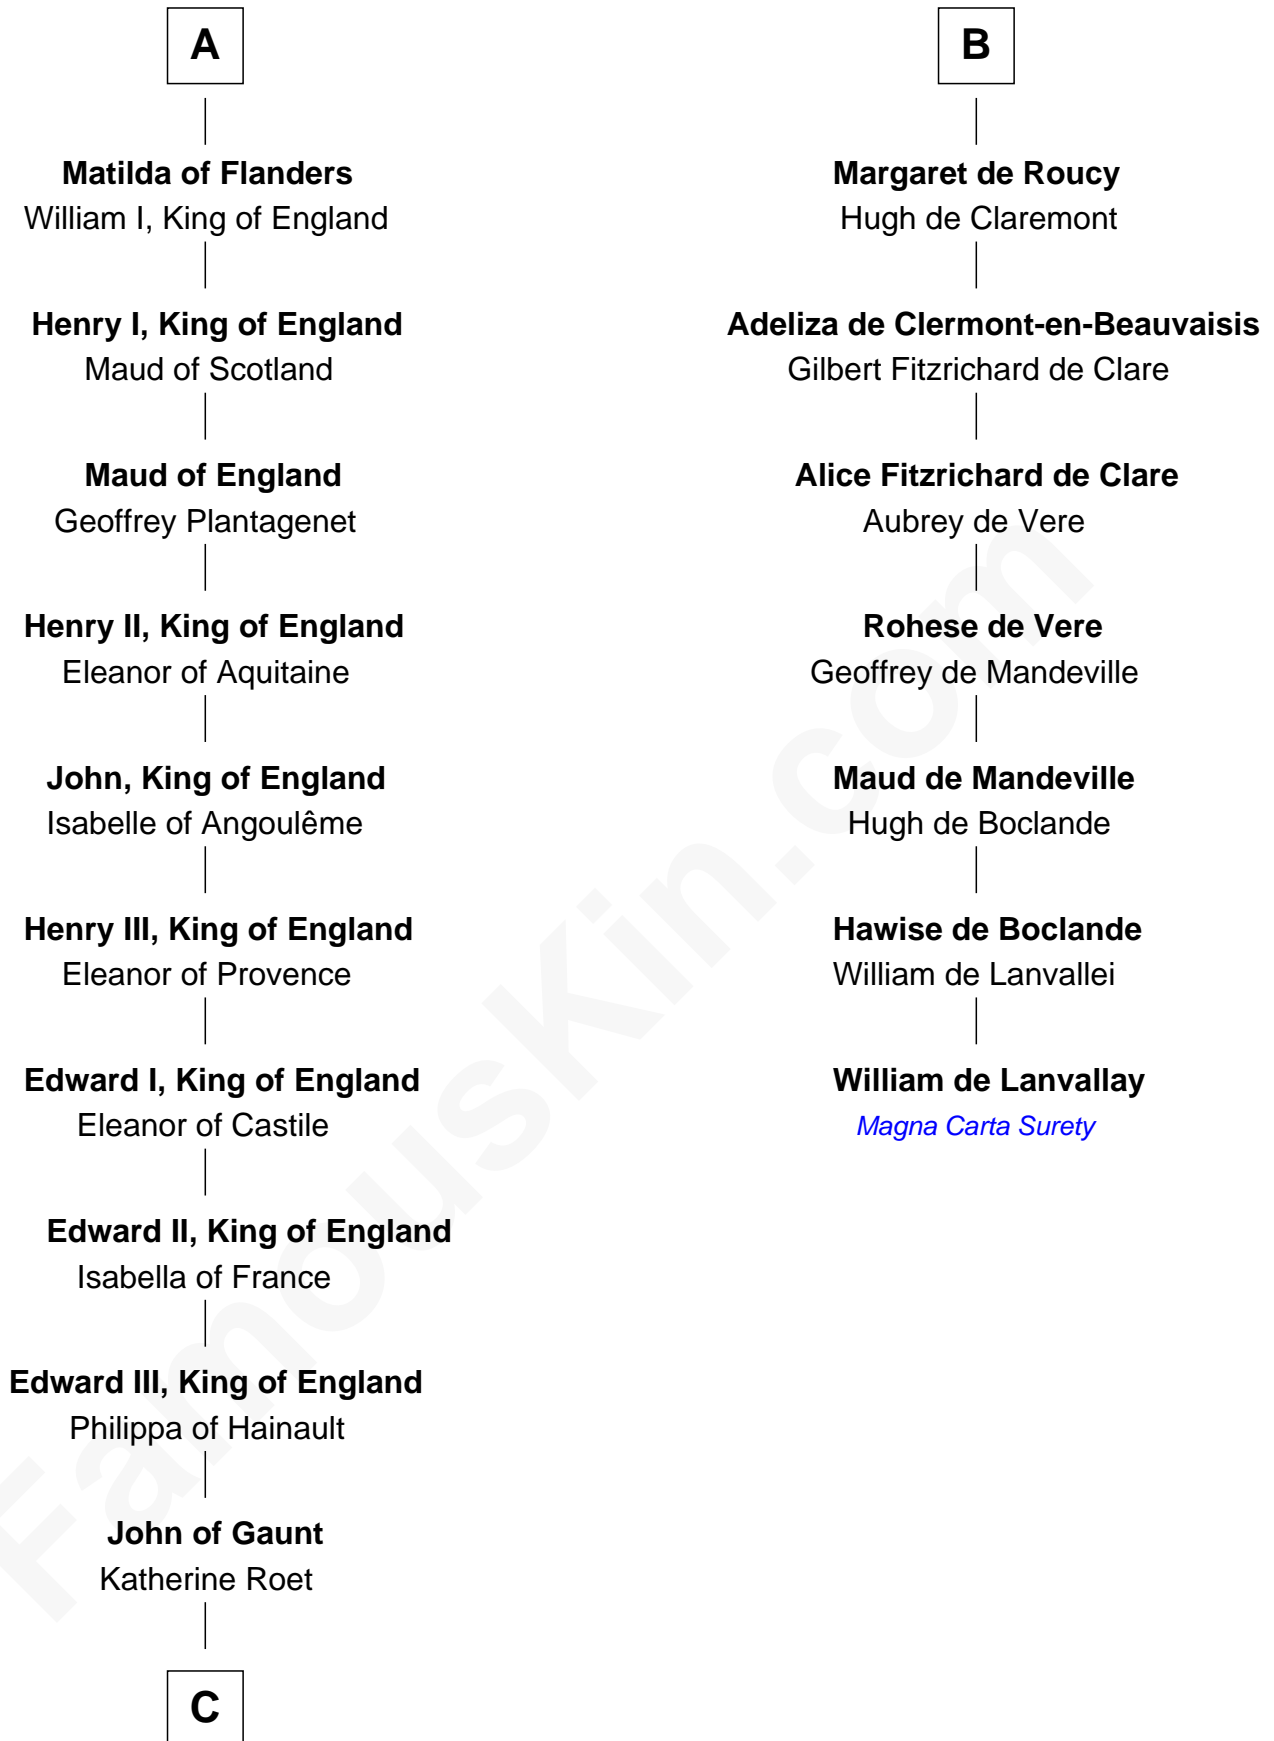 A
Matilda of Flanders
William I, King of England
Henry I, King of England
Maud of Scotland
Maud of England
Geoffrey Plantagenet
Henry II, King of England
Eleanor of Aquitaine
John, King of England
Isabelle of Angoulême
Henry III, King of England
Eleanor of Provence
Edward I, King of England
Eleanor of Castile
Edward II, King of England
Isabella of France
Edward III, King of England
Philippa of Hainault
John of Gaunt
Katherine Roet
C
B
Margaret de Roucy
Hugh de Claremont
Adeliza de Clermont-en-Beauvaisis
Gilbert Fitzrichard de Clare
Alice Fitzrichard de Clare
Aubrey de Vere
Rohese de Vere
Geoffrey de Mandeville
Maud de Mandeville
Hugh de Boclande
Hawise de Boclande
William de Lanvallei
William de Lanvallay
Magna Carta Surety
FamousKin.com